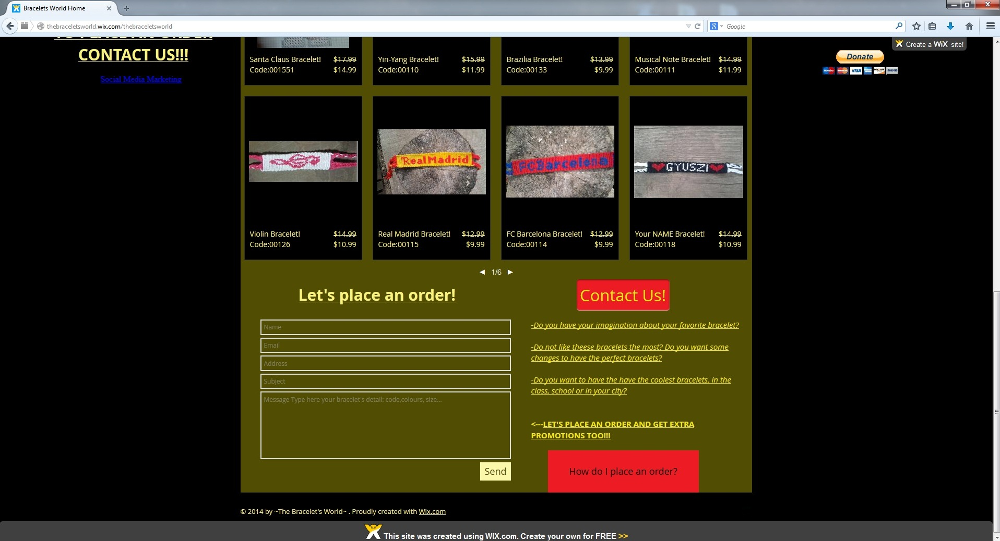 Bracelets World Home
thebraceletsworld.wix.com/thebraceletsworld
Google
CONTACT US!!!
Social Media Marketing
Create a WiX site!
Donate
VISA
BANK
Santa Claus Bracelet! $17.99
Code:001551 $14.99
Yin-Yang Bracelet! $15.99
Code:00110 $11.99
Brazilia Bracelet! $13.99
Code:00133 $9.99
Musical Note Bracelet! $14.99
Code:00111 $11.99
RealMadrid
FCBarcelona
GYUSZI
Violin Bracelet! $14.99
Code:00126 $10.99
Real Madrid Bracelet! $12.99
Code:00115 $9.99
FC Barcelona Bracelet! $12.99
Code:00114 $9.99
Your NAME Bracelet! $14.99
Code:00118 $10.99
1/6
Let's place an order!
Name
Email
Address
Subject
Message-Type here your bracelet's detail: code,colours, size...
Send
Contact Us!
-Do you have your imagination about your favorite bracelet?
-Do not like theese bracelets the most? Do you want some
changes to have the perfect bracelets?
-Do you want to have the have the coolest bracelets, in the
class, school or in your city?
<---LET'S PLACE AN ORDER AND GET EXTRA
PROMOTIONS TOO!!!
How do I place an order?
© 2014 by ~The Bracelet's World~ . Proudly created with Wix.com
This site was created using WIX.com. Create your own for FREE >>